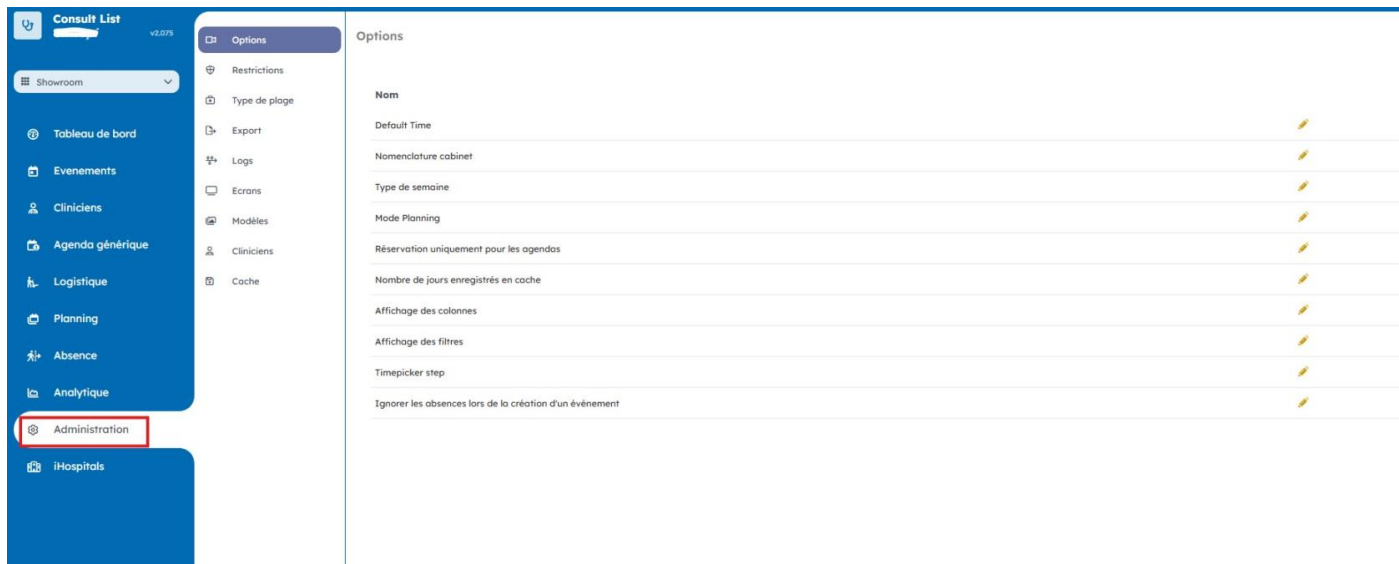 Consult List
v2.075
Showroom
Tableau de bord
Evenements
Cliniciens
Agenda générique
Logistique
Planning
Absence
Analytique
Administration
iHospitals
Options
Restrictions
Type de plage
Export
Logs
Ecrans
Modèles
Cliniciens
Cache
Options
Nom
Default Time
Nomenclature cabinet
Type de semaine
Mode Planning
Réservation uniquement pour les agendas
Nombre de jours enregistrés en cache
Affichage des colonnes
Affichage des filtres
Timepicker step
Ignorer les absences lors de la création d'un événement